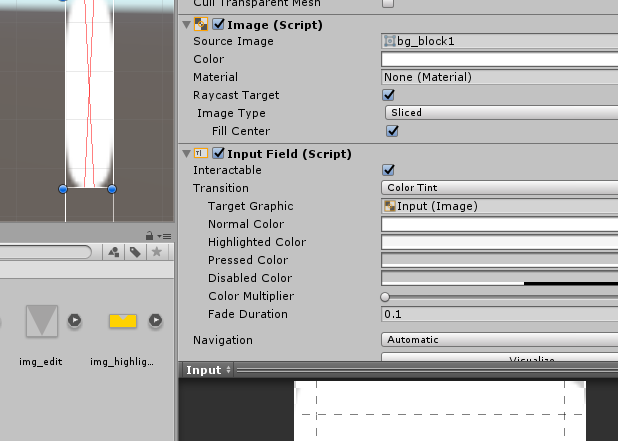 Cull Transparent Mesh
Image (Script)
Source Image
bg_block1
Color
Material
None (Material)
Raycast Target
Image Type
Sliced
Fill Center
T|
Input Field (Script)
Interactable
Transition
Color Tint
Target Graphic
Input (Image)
Normal Color
Highlighted Color
Pressed Color
Disabled Color
Color Multiplier
Fade Duration
0.1
Navigation
Automatic
Visualize
img_edit
img_highlig...
Input